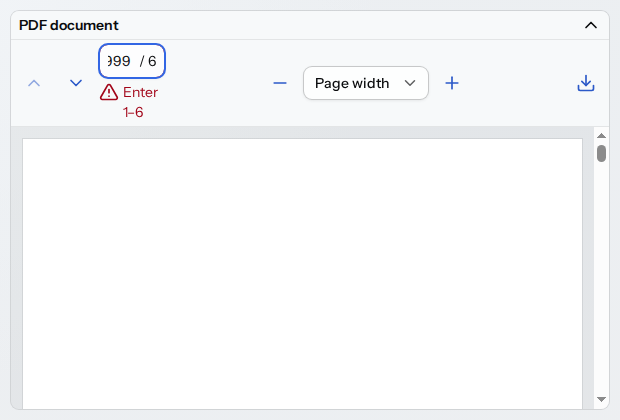 PDF document
999 / 6
Enter
1–6
Page width